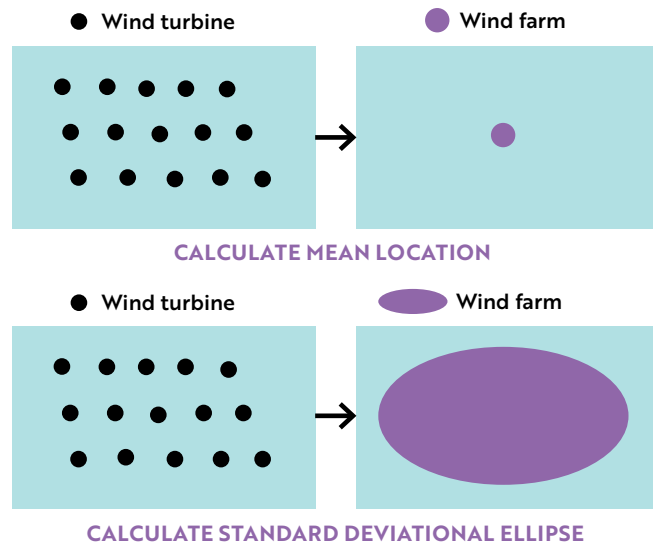 Wind turbine
Wind farm
CALCULATE MEAN LOCATION
Wind turbine
Wind farm
CALCULATE STANDARD DEVIATIONAL ELLIPSE